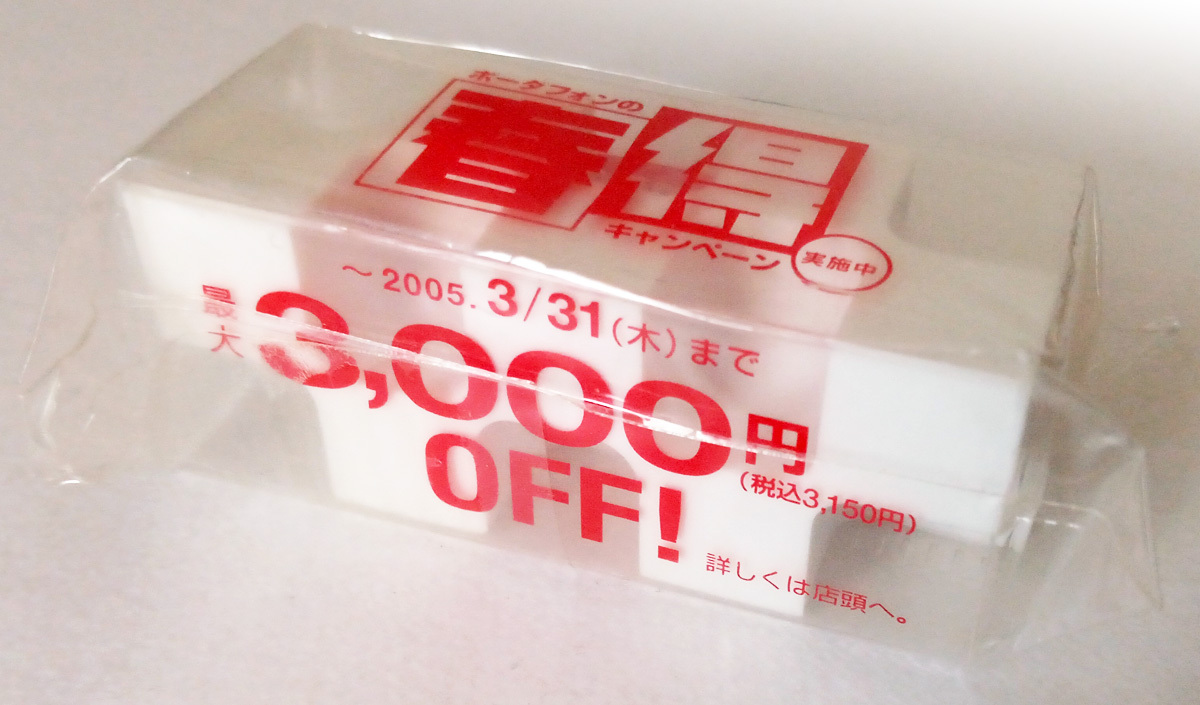 ボータフォンの
春得
キャンペーン 実施中
～2005.3/31(木)まで
最大3,000円
(税込3,150円)
OFF!
詳しくは店頭へ。